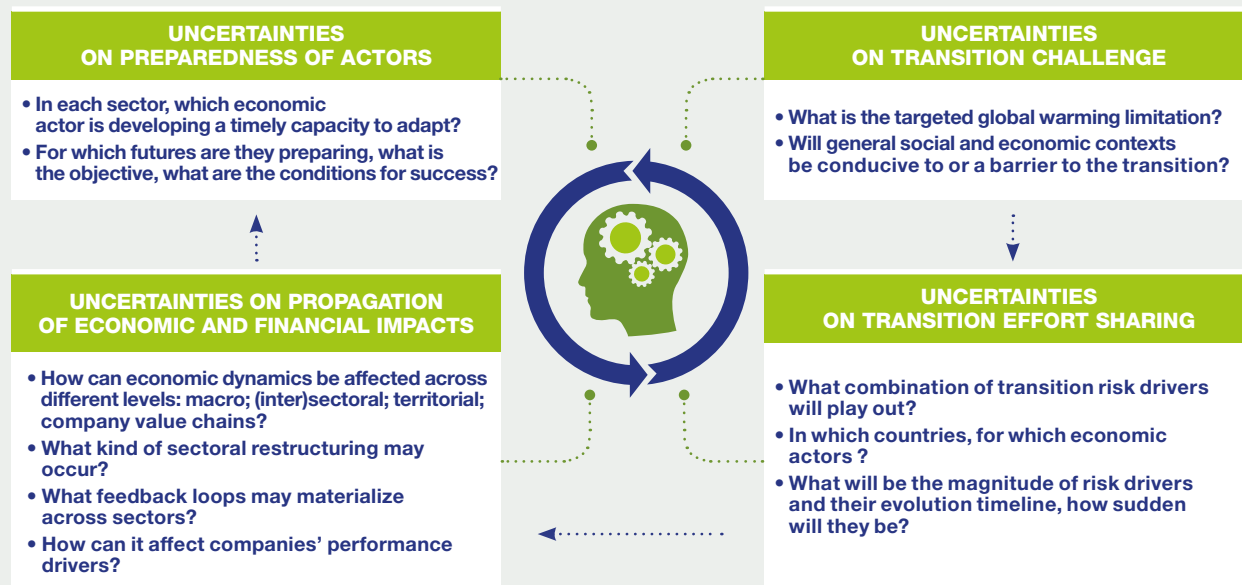 UNCERTAINTIES
ON PREPAREDNESS OF ACTORS
• In each sector, which economic
actor is developing a timely capacity to adapt?
• For which futures are they preparing, what is
the objective, what are the conditions for success?
UNCERTAINTIES
ON TRANSITION CHALLENGE
• What is the targeted global warming limitation?
• Will general social and economic contexts
be conducive to or a barrier to the transition?
UNCERTAINTIES ON PROPAGATION
OF ECONOMIC AND FINANCIAL IMPACTS
• How can economic dynamics be affected across
different levels: macro; (inter)sectoral; territorial;
company value chains?
• What kind of sectoral restructuring may
occur?
• What feedback loops may materialize
across sectors?
• How can it affect companies' performance
drivers?
UNCERTAINTIES
ON TRANSITION EFFORT SHARING
• What combination of transition risk drivers
will play out?
• In which countries, for which economic
actors ?
• What will be the magnitude of risk drivers
and their evolution timeline, how sudden
will they be?